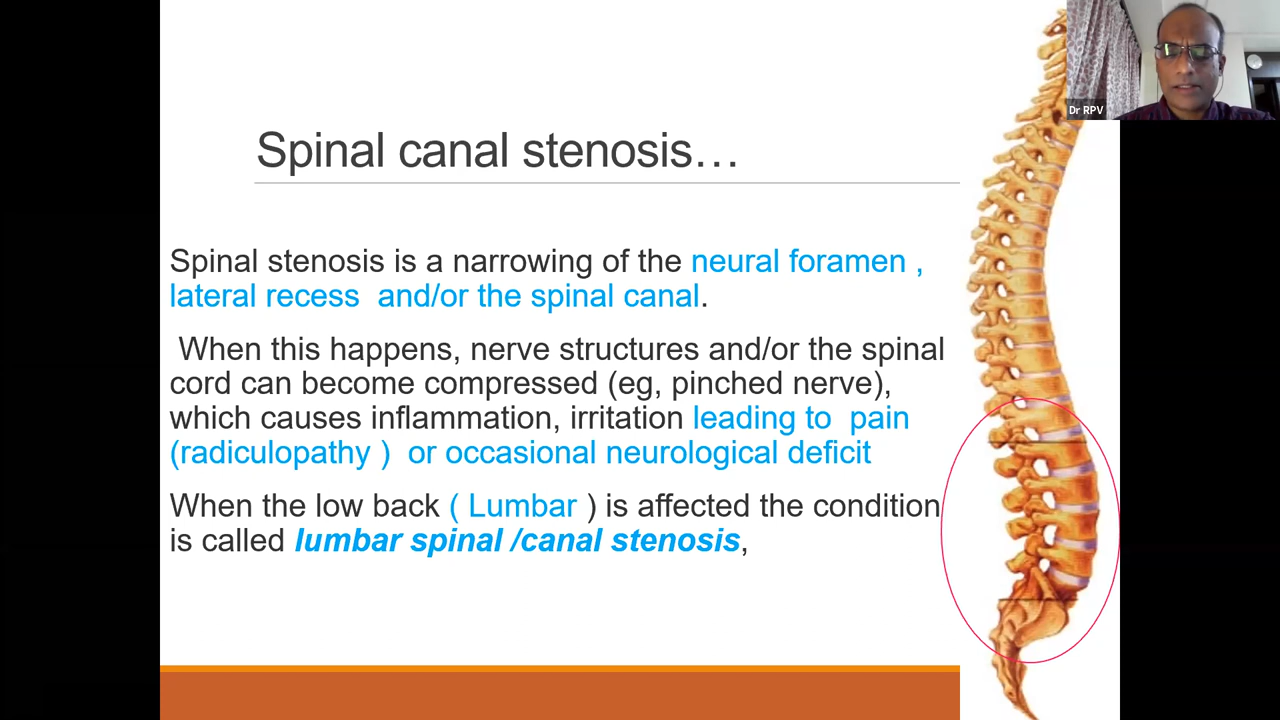 Dr RPV
Spinal canal stenosis…
Spinal stenosis is a narrowing of the neural foramen ,
lateral recess  and/or the spinal canal.
When this happens, nerve structures and/or the spinal
cord can become compressed (eg, pinched nerve),
which causes inflammation, irritation leading to  pain
(radiculopathy )  or occasional neurological deficit
When the low back ( Lumbar ) is affected the condition
is called lumbar spinal /canal stenosis,